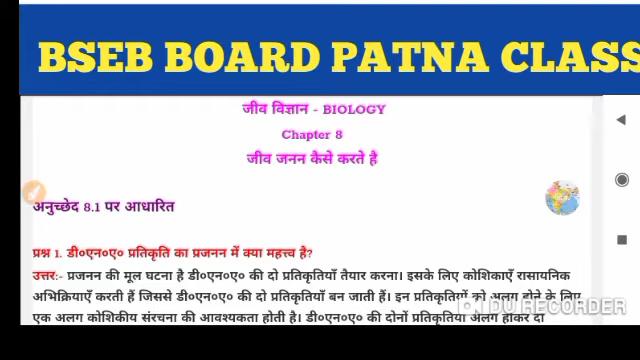 BSEB BOARD PATNA CLASS
जीव विज्ञान - BIOLOGY
Chapter 8
जीव जनन कैसे करते है
अनुच्छेद 8.1 पर आधारित
प्रश्न 1. डी०एन०ए० प्रतिकृति का प्रजनन में क्या महत्त्व है?
उत्तर:- प्रजनन की मूल घटना है डी०एन०ए० की दो प्रतिकृतियाँ तैयार करना। इसके लिए कोशिकाएँ रासायनिक
अभिक्रियाएँ करती हैं जिससे डी०एन०ए० की दो प्रतिकृतियाँ बन जाती हैं। इन प्रतिकृतियों को अलग होने के लिए
DU RECORDER
एक अलग कोशिकीय संरचना की आवश्यकता होती है। डी०एन०ए० की दोनों प्रतिकृतिया अलग होकर दो